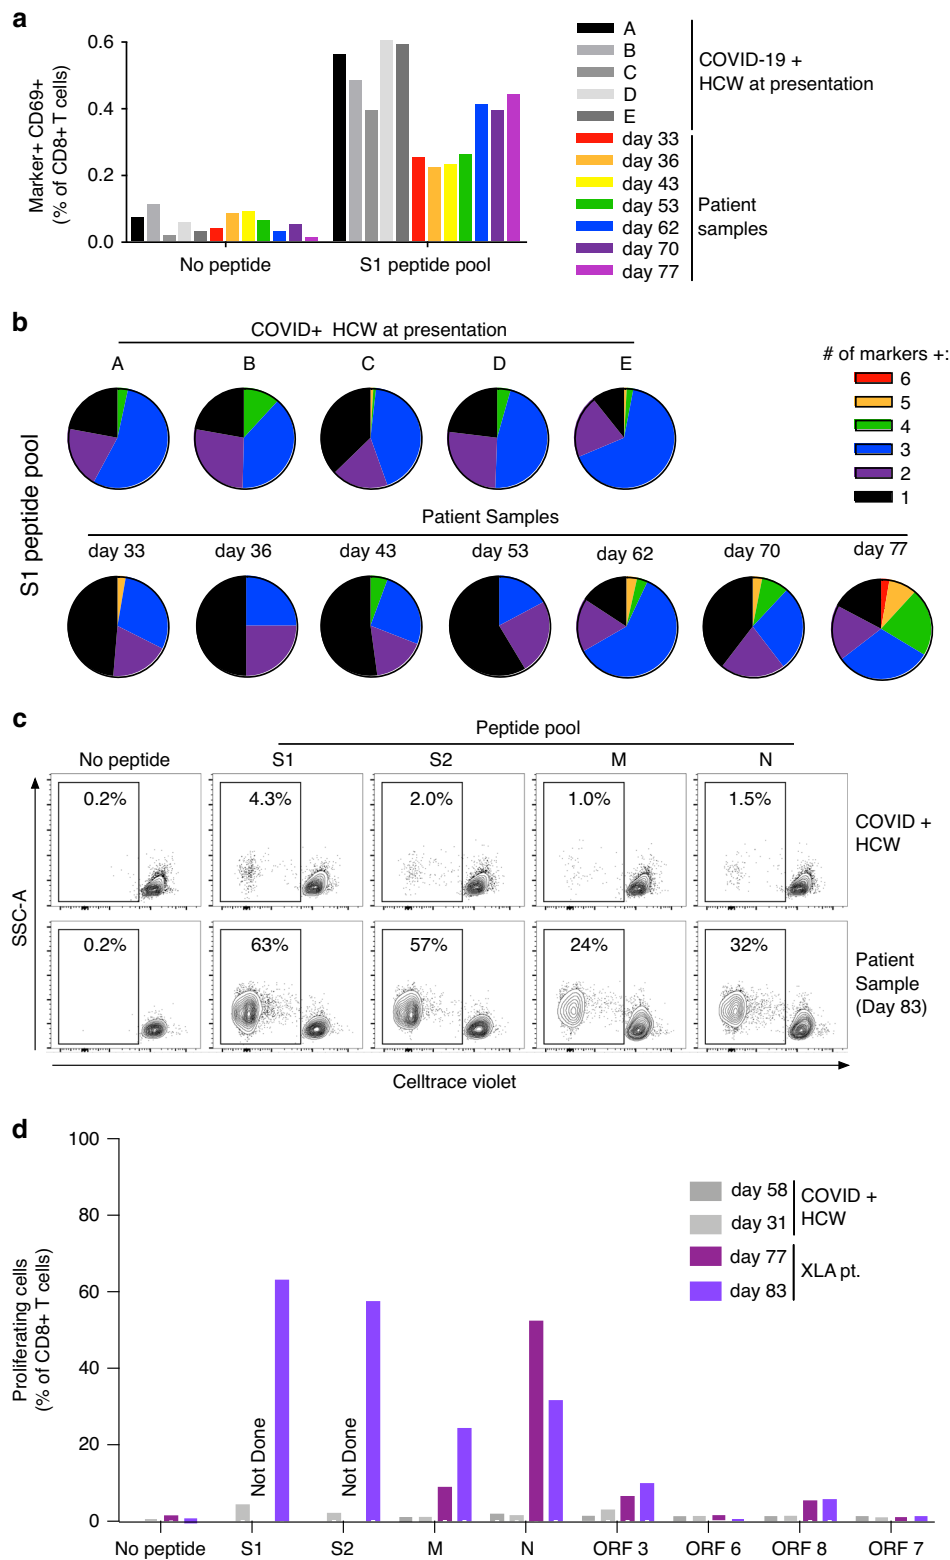 a
Marker+ CD69+
(% of CD8+ T cells)
0.6
0.4
0.2
0.0
No peptide
S1 peptide pool
A
B
C
D
E
day 33
day 36
day 43
day 53
day 62
day 70
day 77
COVID-19 +
HCW at presentation
Patient
samples
b
S1 peptide pool
COVID+ HCW at presentation
A B C D E
Patient Samples
day 33 day 36 day 43 day 53 day 62 day 70 day 77
# of markers +:
6
5
4
3
2
1
c
Peptide pool
No peptide S1 S2 M N
SSC-A
0.2% 4.3% 2.0% 1.0% 1.5%
COVID +
HCW
0.2% 63% 57% 24% 32%
Patient
Sample
(Day 83)
Celltrace violet
d
Proliferating cells
(% of CD8+ T cells)
100
80
60
40
20
0
Not Done
Not Done
day 58
day 31
day 77
day 83
COVID +
HCW
XLA pt.
No peptide S1 S2 M N ORF 3 ORF 6 ORF 8 ORF 7